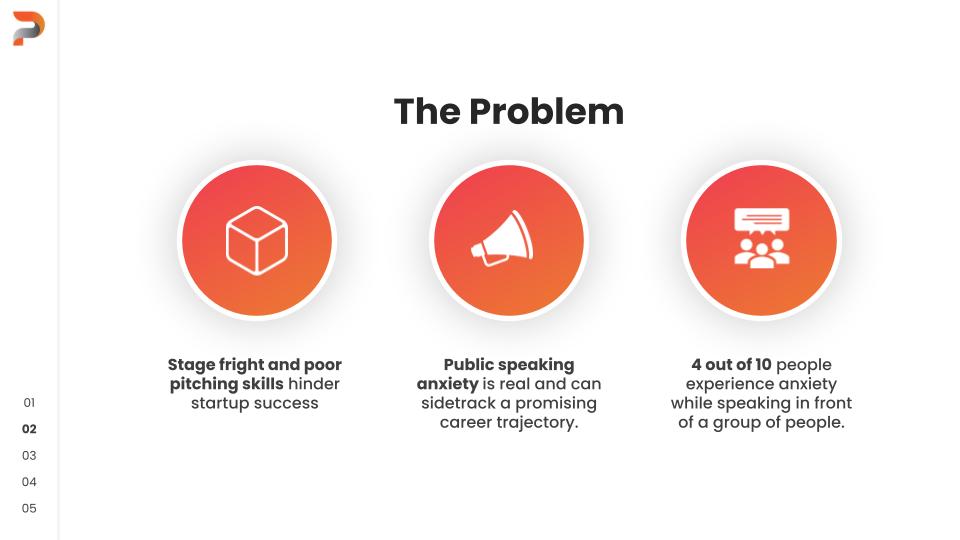 The Problem
Stage fright and poor
pitching skills hinder
startup success
Public speaking
anxiety is real and can
sidetrack a promising
career trajectory.
4 out of 10 people
experience anxiety
while speaking in front
of a group of people.
01
02
03
04
05